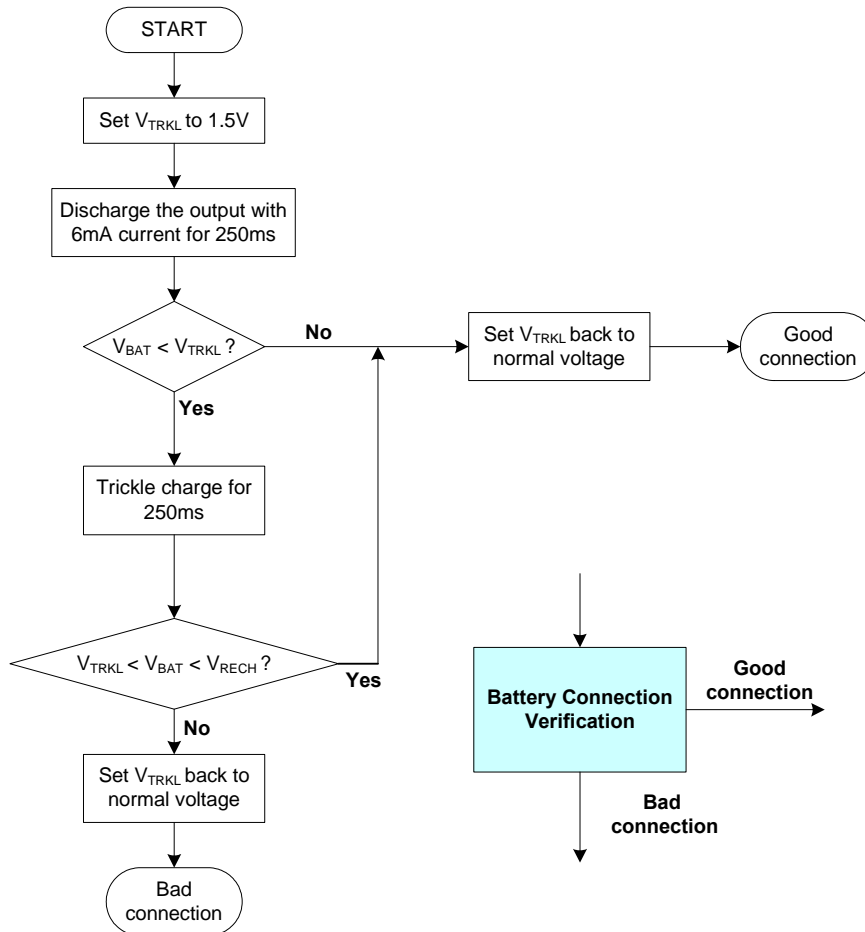 START
Set VTRKL to 1.5V
Discharge the output with
6mA current for 250ms
VBAT < VTRKL ?
No
Set VTRKL back to
normal voltage
Good
connection
Yes
Trickle charge for
250ms
VTRKL < VBAT < VRECH ?
Yes
No
Set VTRKL back to
normal voltage
Bad
connection
Battery Connection
Verification
Good
connection
Bad
connection